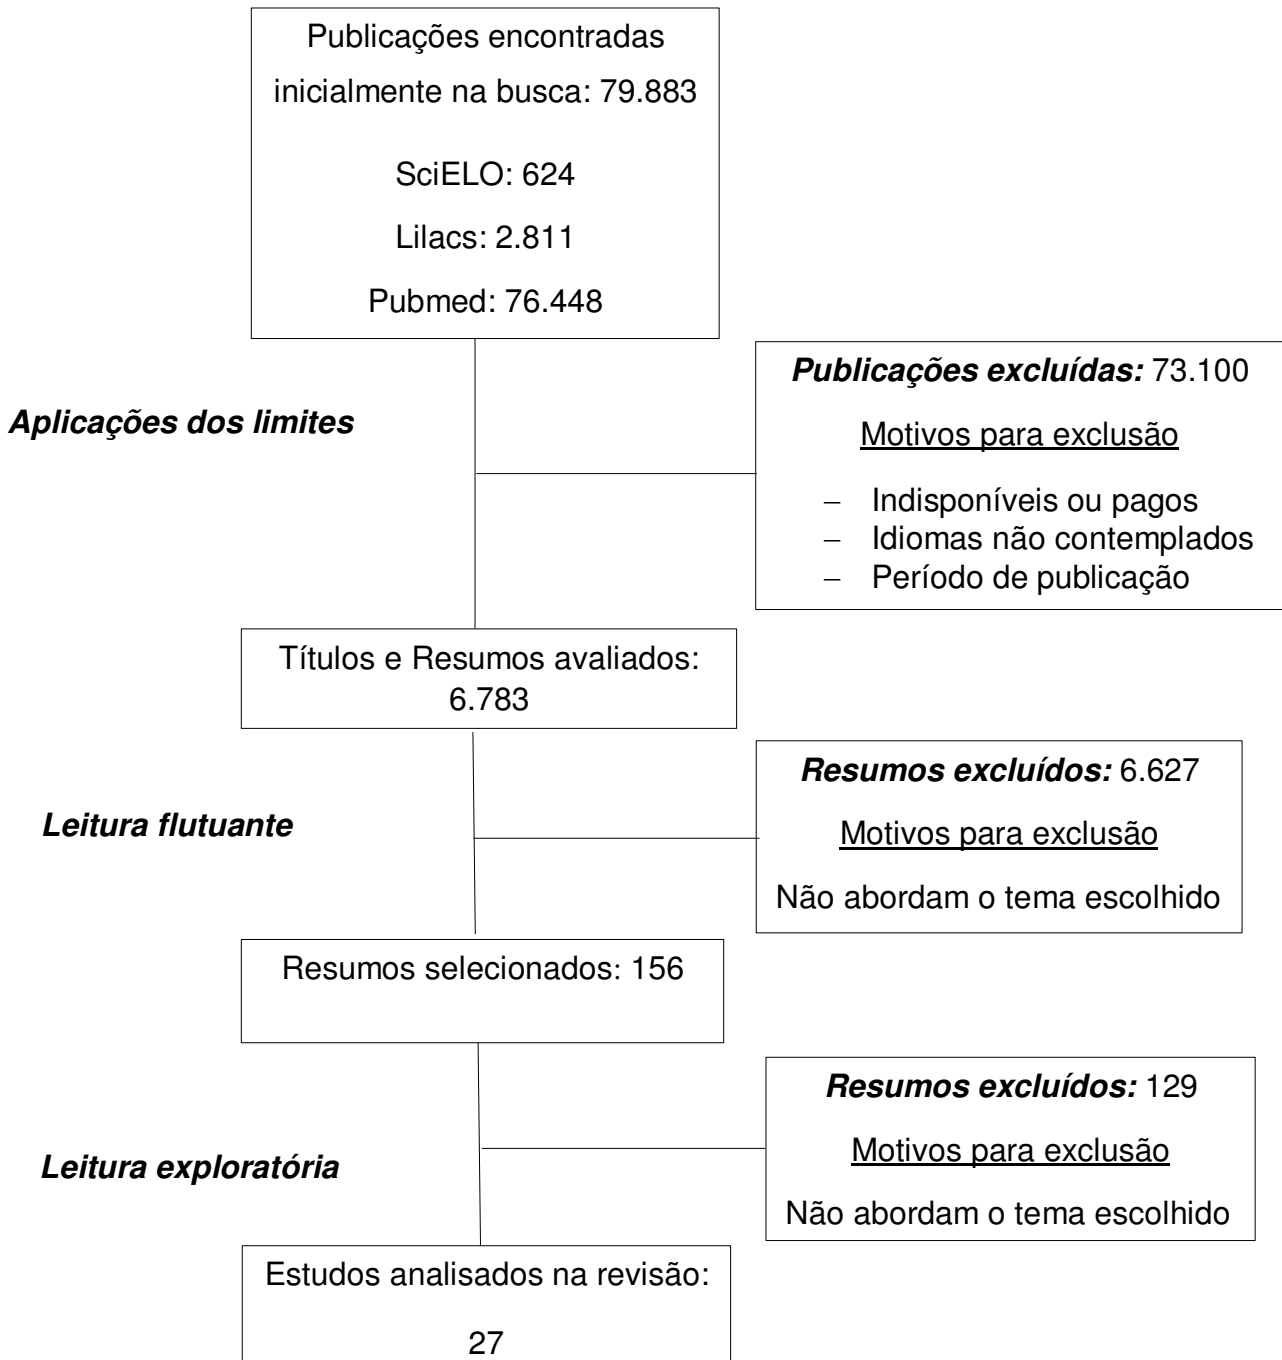 Publicações encontradas
inicialmente na busca: 79.883
SciELO: 624
Lilacs: 2.811
Pubmed: 76.448
Aplicações dos limites
Publicações excluídas: 73.100
Motivos para exclusão
– Indisponíveis ou pagos
– Idiomas não contemplados
– Período de publicação
Títulos e Resumos avaliados:
6.783
Leitura flutuante
Resumos excluídos: 6.627
Motivos para exclusão
Não abordam o tema escolhido
Resumos selecionados: 156
Leitura exploratória
Resumos excluídos: 129
Motivos para exclusão
Não abordam o tema escolhido
Estudos analisados na revisão:
27